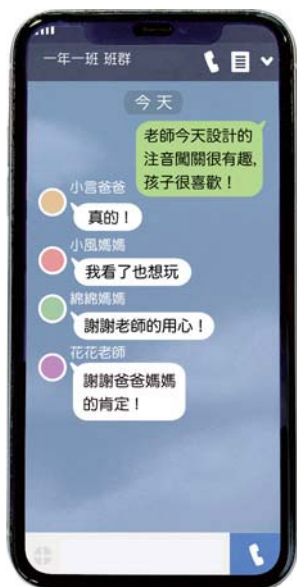 一年一班 班群
今天
老師今天設計的
注音闖關很有趣,
孩子很喜歡！
小言爸爸
真的！
小風媽媽
我看了也想玩
綿綿媽媽
謝謝老師的用心！
花花老師
謝謝爸爸媽媽
的肯定！